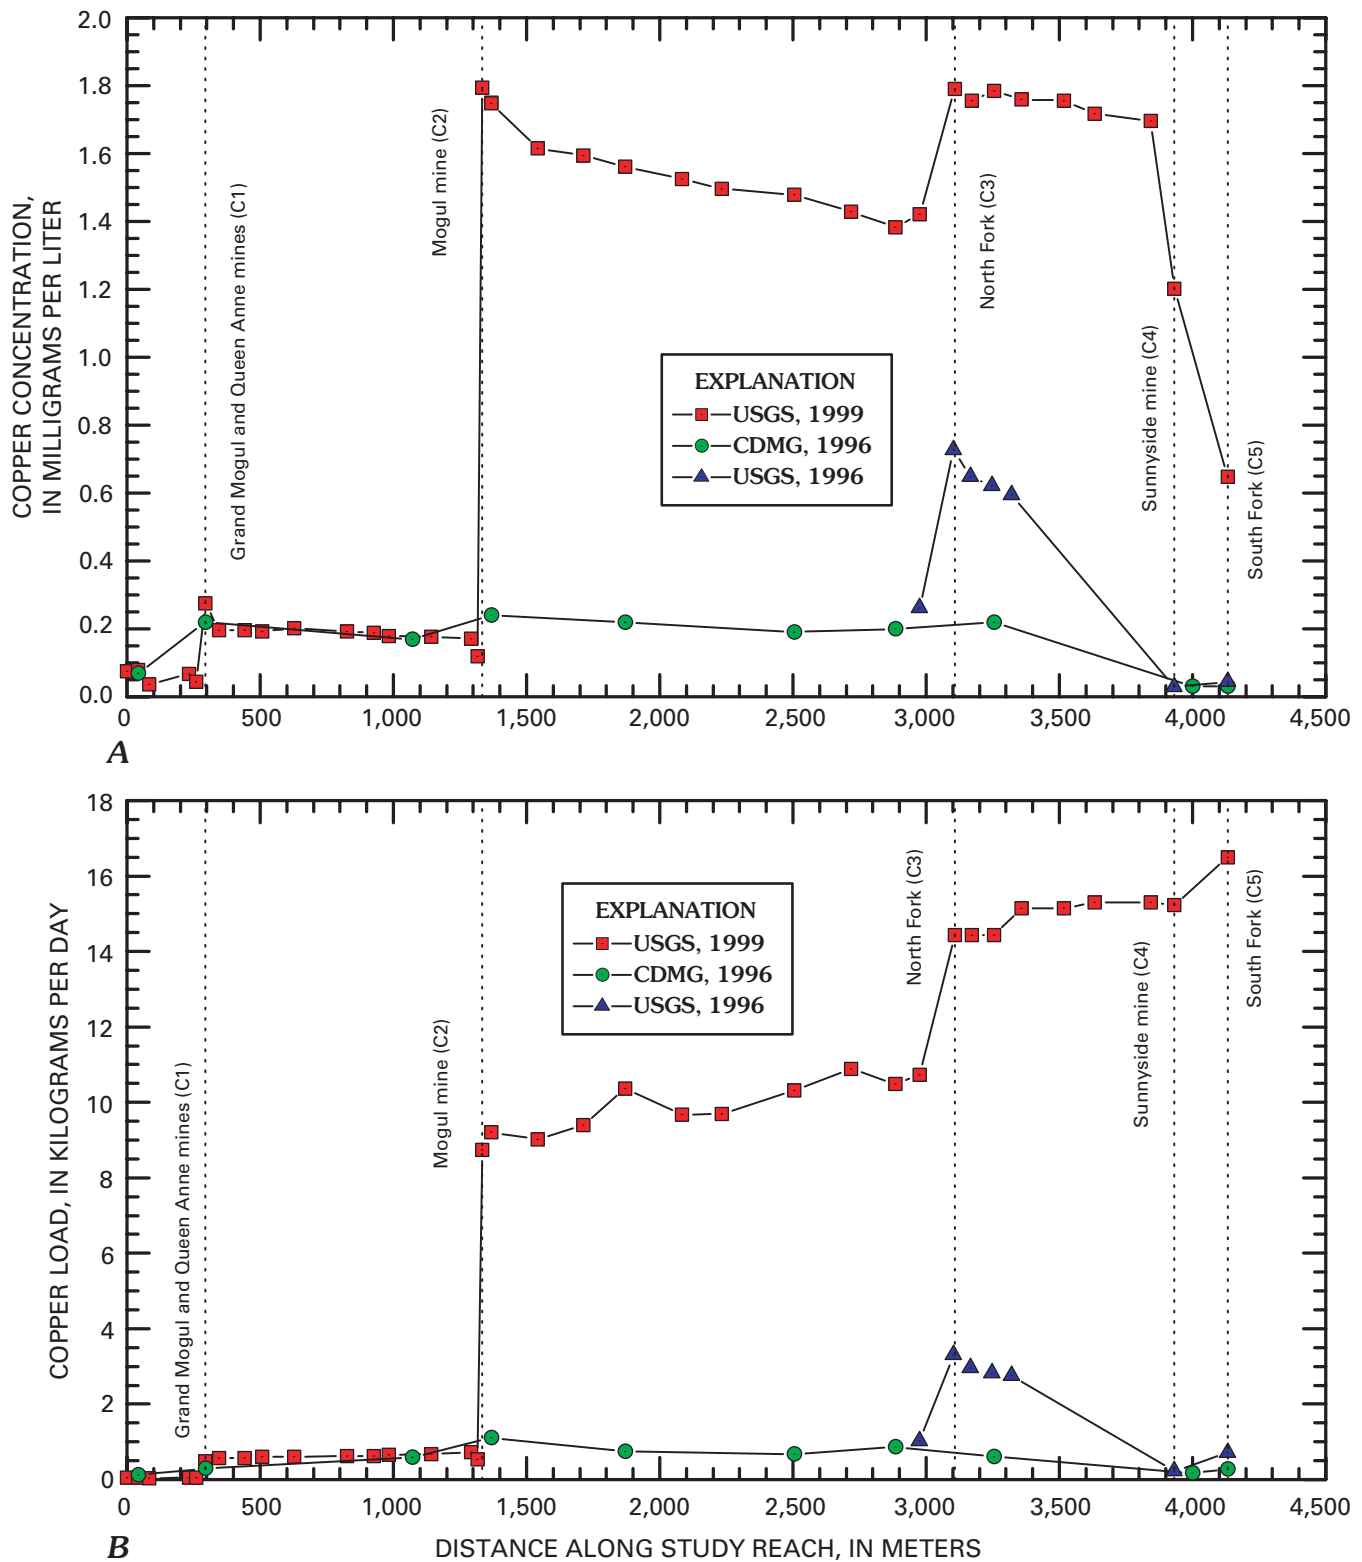 COPPER CONCENTRATION,
IN MILLIGRAMS PER LITER
2.0
1.8
1.6
1.4
1.2
1.0
0.8
0.6
0.4
0.2
0.0
Grand Mogul and Queen Anne mines (C1)
Mogul mine (C2)
North Fork (C3)
Sunnyside mine (C4)
South Fork (C5)
EXPLANATION
USGS, 1999
CDMG, 1996
USGS, 1996
0 500 1,000 1,500 2,000 2,500 3,000 3,500 4,000 4,500
A
COPPER LOAD, IN KILOGRAMS PER DAY
18
16
14
12
10
8
6
4
2
0
Grand Mogul and Queen Anne mines (C1)
Mogul mine (C2)
North Fork (C3)
Sunnyside mine (C4)
South Fork (C5)
EXPLANATION
USGS, 1999
CDMG, 1996
USGS, 1996
0 500 1,000 1,500 2,000 2,500 3,000 3,500 4,000 4,500
B
DISTANCE ALONG STUDY REACH, IN METERS